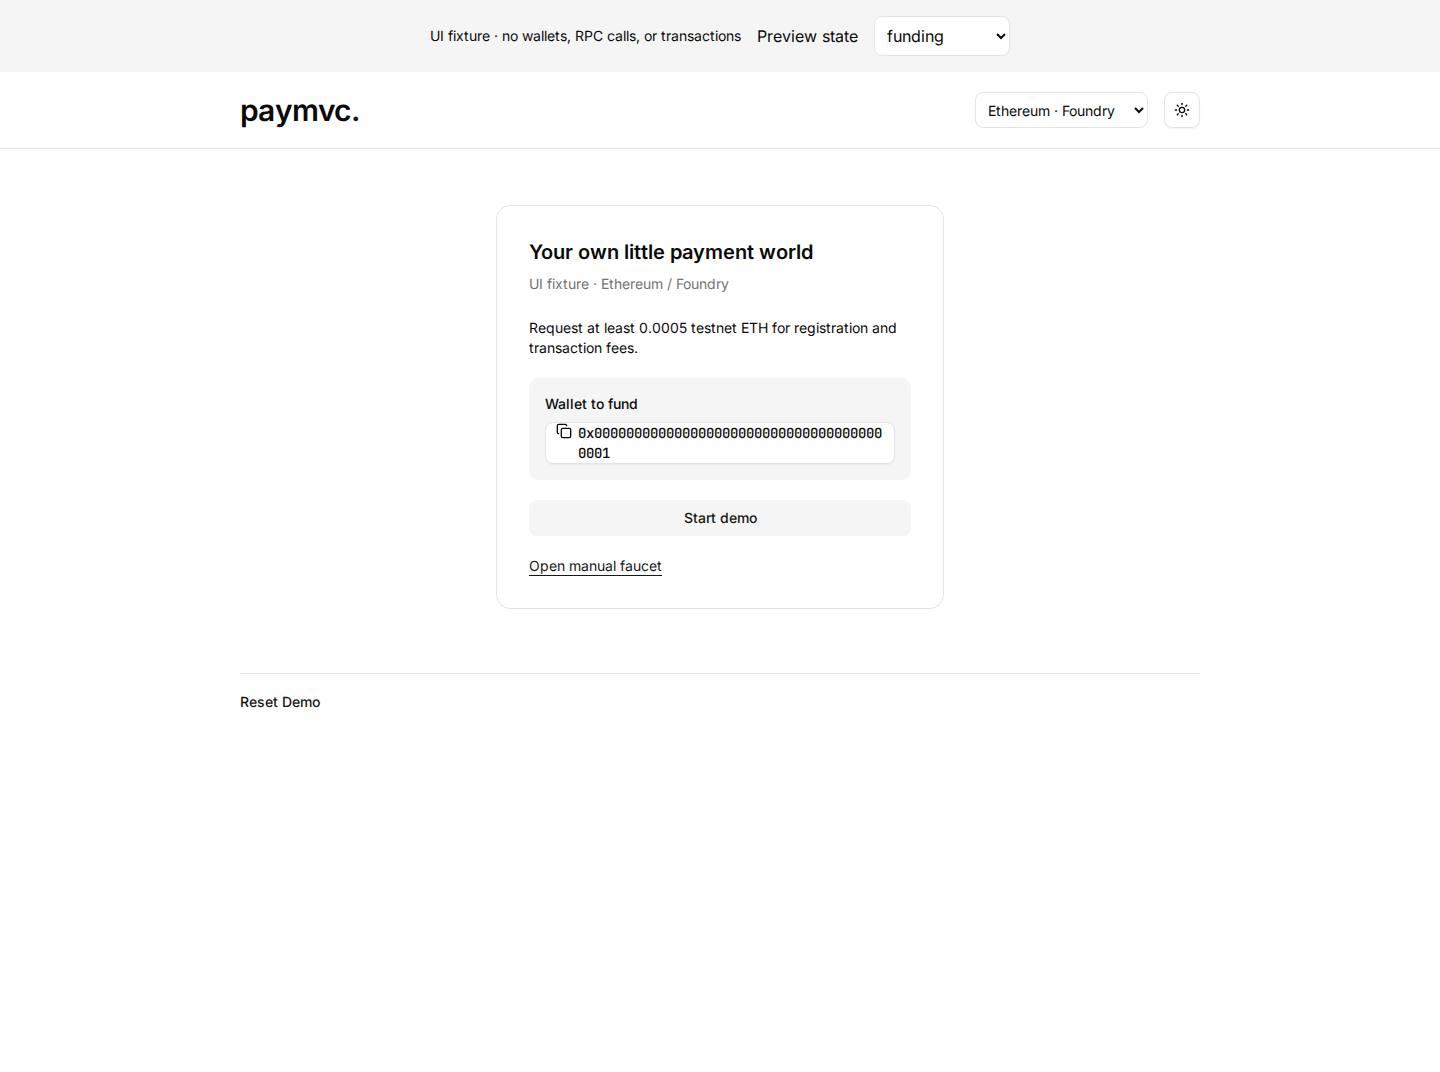 UI fixture · no wallets, RPC calls, or transactions Preview state funding
paymvc.
Ethereum · Foundry
Your own little payment world
UI fixture · Ethereum / Foundry
Request at least 0.0005 testnet ETH for registration and
transaction fees.
Wallet to fund
0x000000000000000000000000000000000000
0001
Start demo
Open manual faucet
Reset Demo